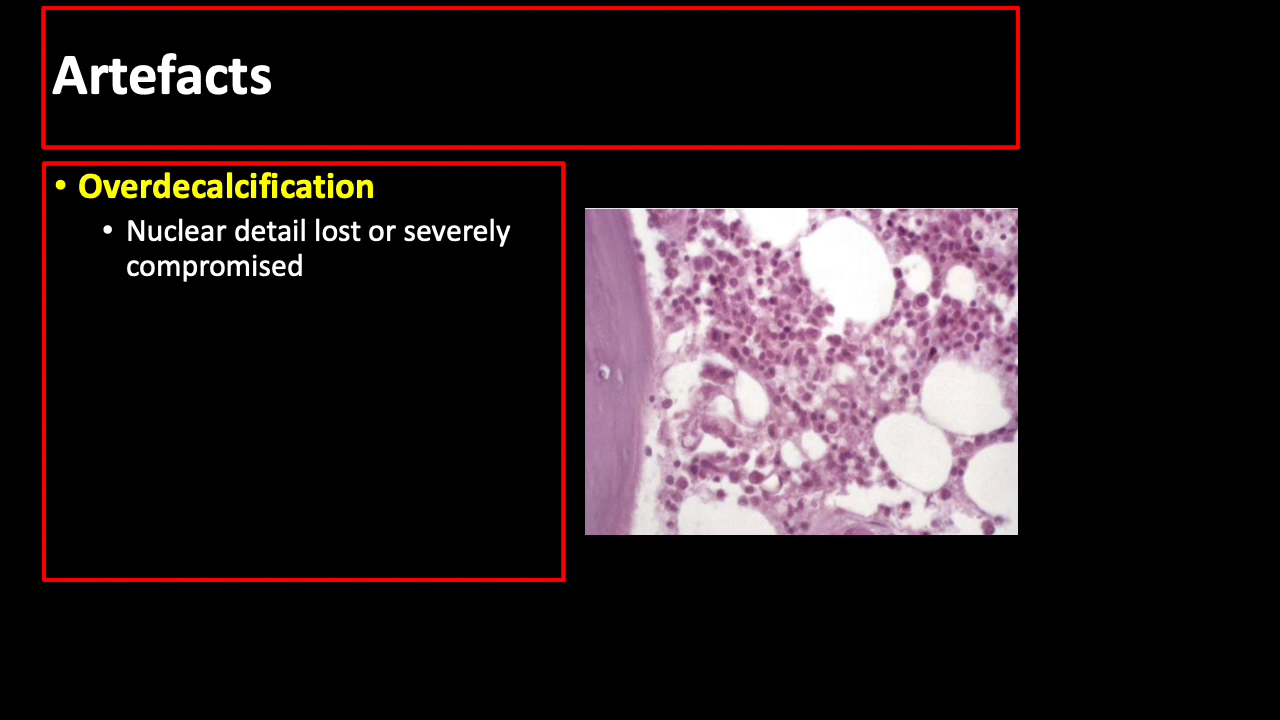 Artefacts
• Overdecalcification
• Nuclear detail lost or severely
compromised